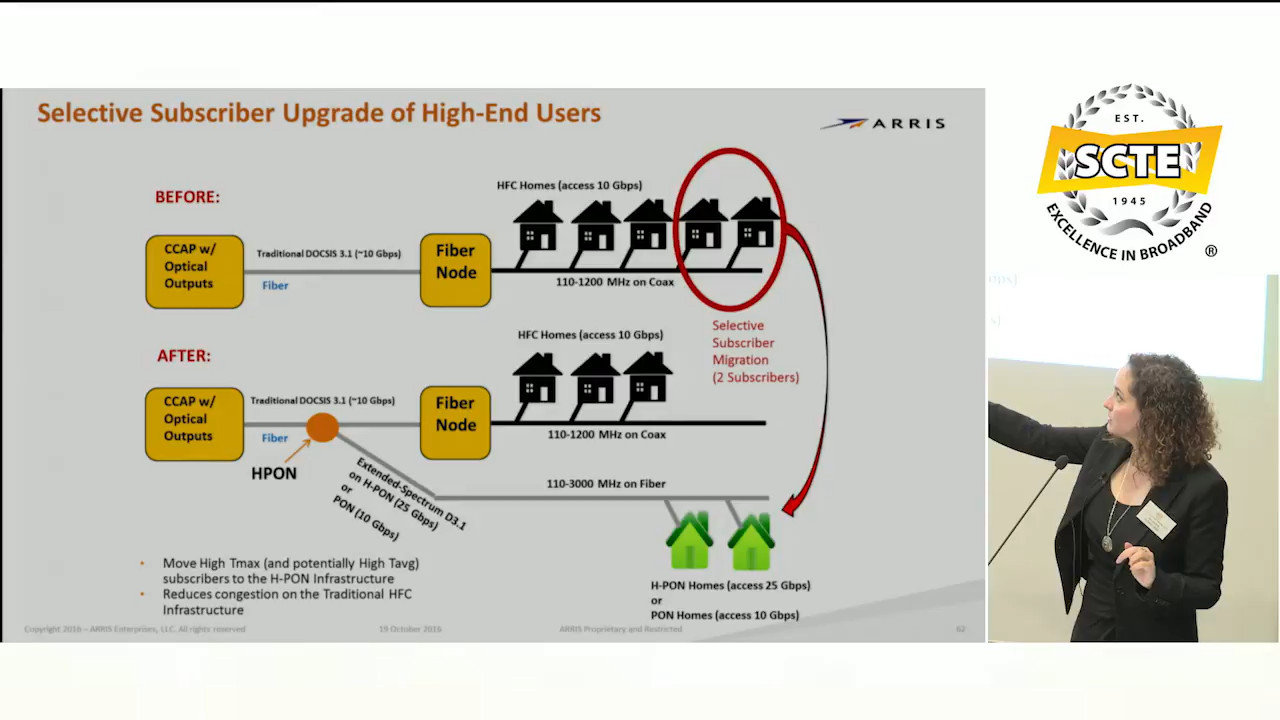 Selective Subscriber Upgrade of High-End Users
ARRIS
BEFORE:
HFC Homes (access 10 Gbps)
CCAP w/
Optical
Outputs
Traditional DOCSIS 3.1 (~10 Gbps)
Fiber
Fiber
Node
110-1200 MHz on Coax
Selective
Subscriber
Migration
(2 Subscribers)
AFTER:
HFC Homes (access 10 Gbps)
CCAP w/
Optical
Outputs
Traditional DOCSIS 3.1 (~10 Gbps)
Fiber
Fiber
Node
110-1200 MHz on Coax
HPON
Extended-Spectrum D3.1
on H-PON (25 Gbps)
or
PON (10 Gbps)
110-3000 MHz on Fiber
H-PON Homes (access 25 Gbps)
or
PON Homes (access 10 Gbps)
• Move High Tmax (and potentially High Tavg)
subscribers to the H-PON Infrastructure
• Reduces congestion on the Traditional HFC
Infrastructure
Copyright 2016 – ARRIS Enterprises, LLC. All rights reserved
19 October 2016
ARRIS Proprietary and Restricted
62
EST.
SCTE
1945
EXCELLENCE IN BROADBAND
®